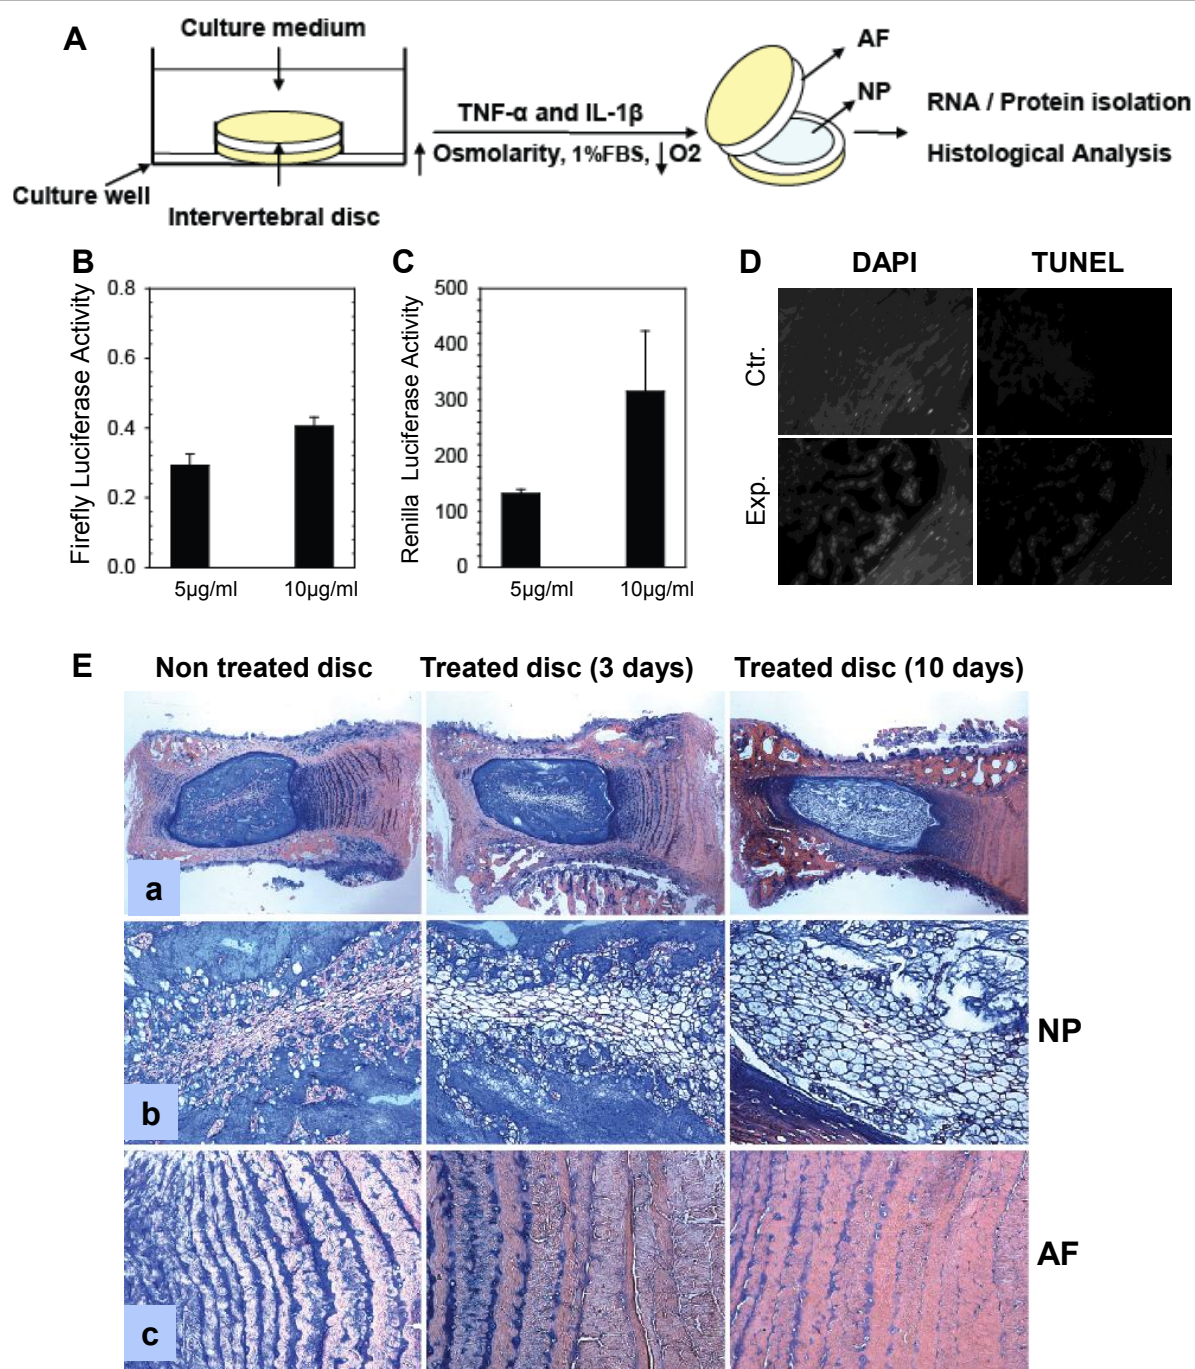 A
Culture medium
Culture well
Intervertebral disc
TNF-α and IL-1β
Osmolarity, 1%FBS, O2
AF
NP
RNA / Protein isolation
Histological Analysis
B
Firefly Luciferase Activity
0.8
0.6
0.4
0.2
0.0
5µg/ml 10µg/ml
C
Renilla Luciferase Activity
500
400
300
200
100
0
5µg/ml 10µg/ml
D
DAPI TUNEL
Ctr.
Exp.
E
Non treated disc Treated disc (3 days) Treated disc (10 days)
a
b
NP
c
AF